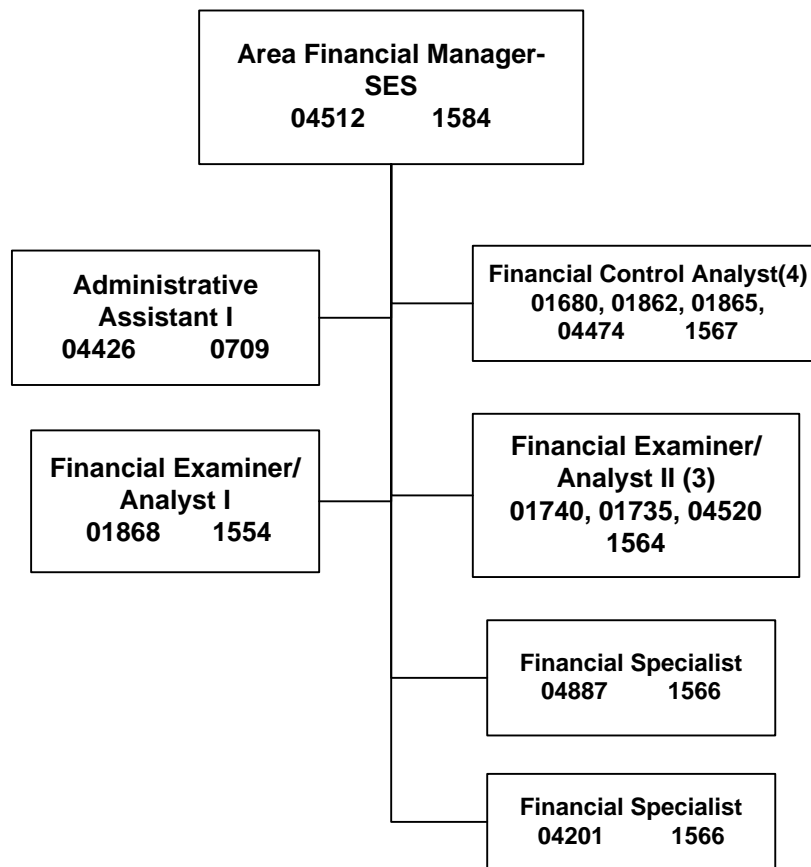 Area Financial Manager-
SES
04512 1584
Administrative
Assistant I
04426 0709
Financial Control Analyst(4)
01680, 01862, 01865,
04474 1567
Financial Examiner/
Analyst I
01868 1554
Financial Examiner/
Analyst II (3)
01740, 01735, 04520
1564
Financial Specialist
04887 1566
Financial Specialist
04201 1566